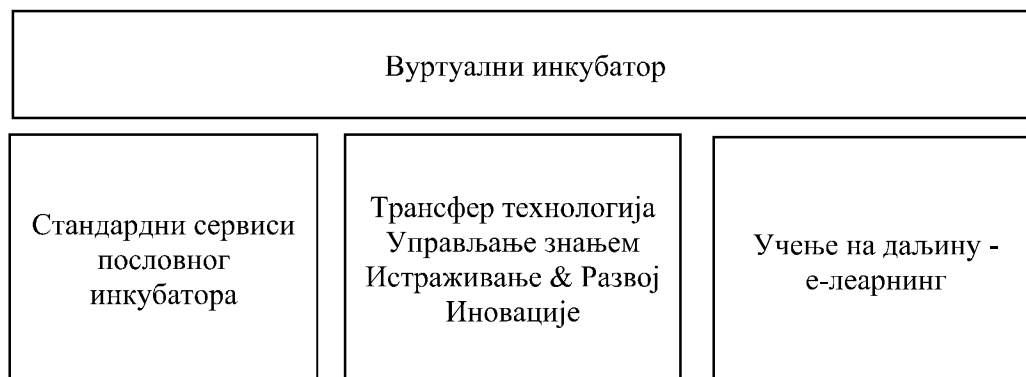 Вуртуални инкубатор
Стандардни сервиси
пословног
инкубатора
Трансфер технологија
Управљање знањем
Истраживање & Развој
Иновације
Учење на даљину -
е-леарнинг